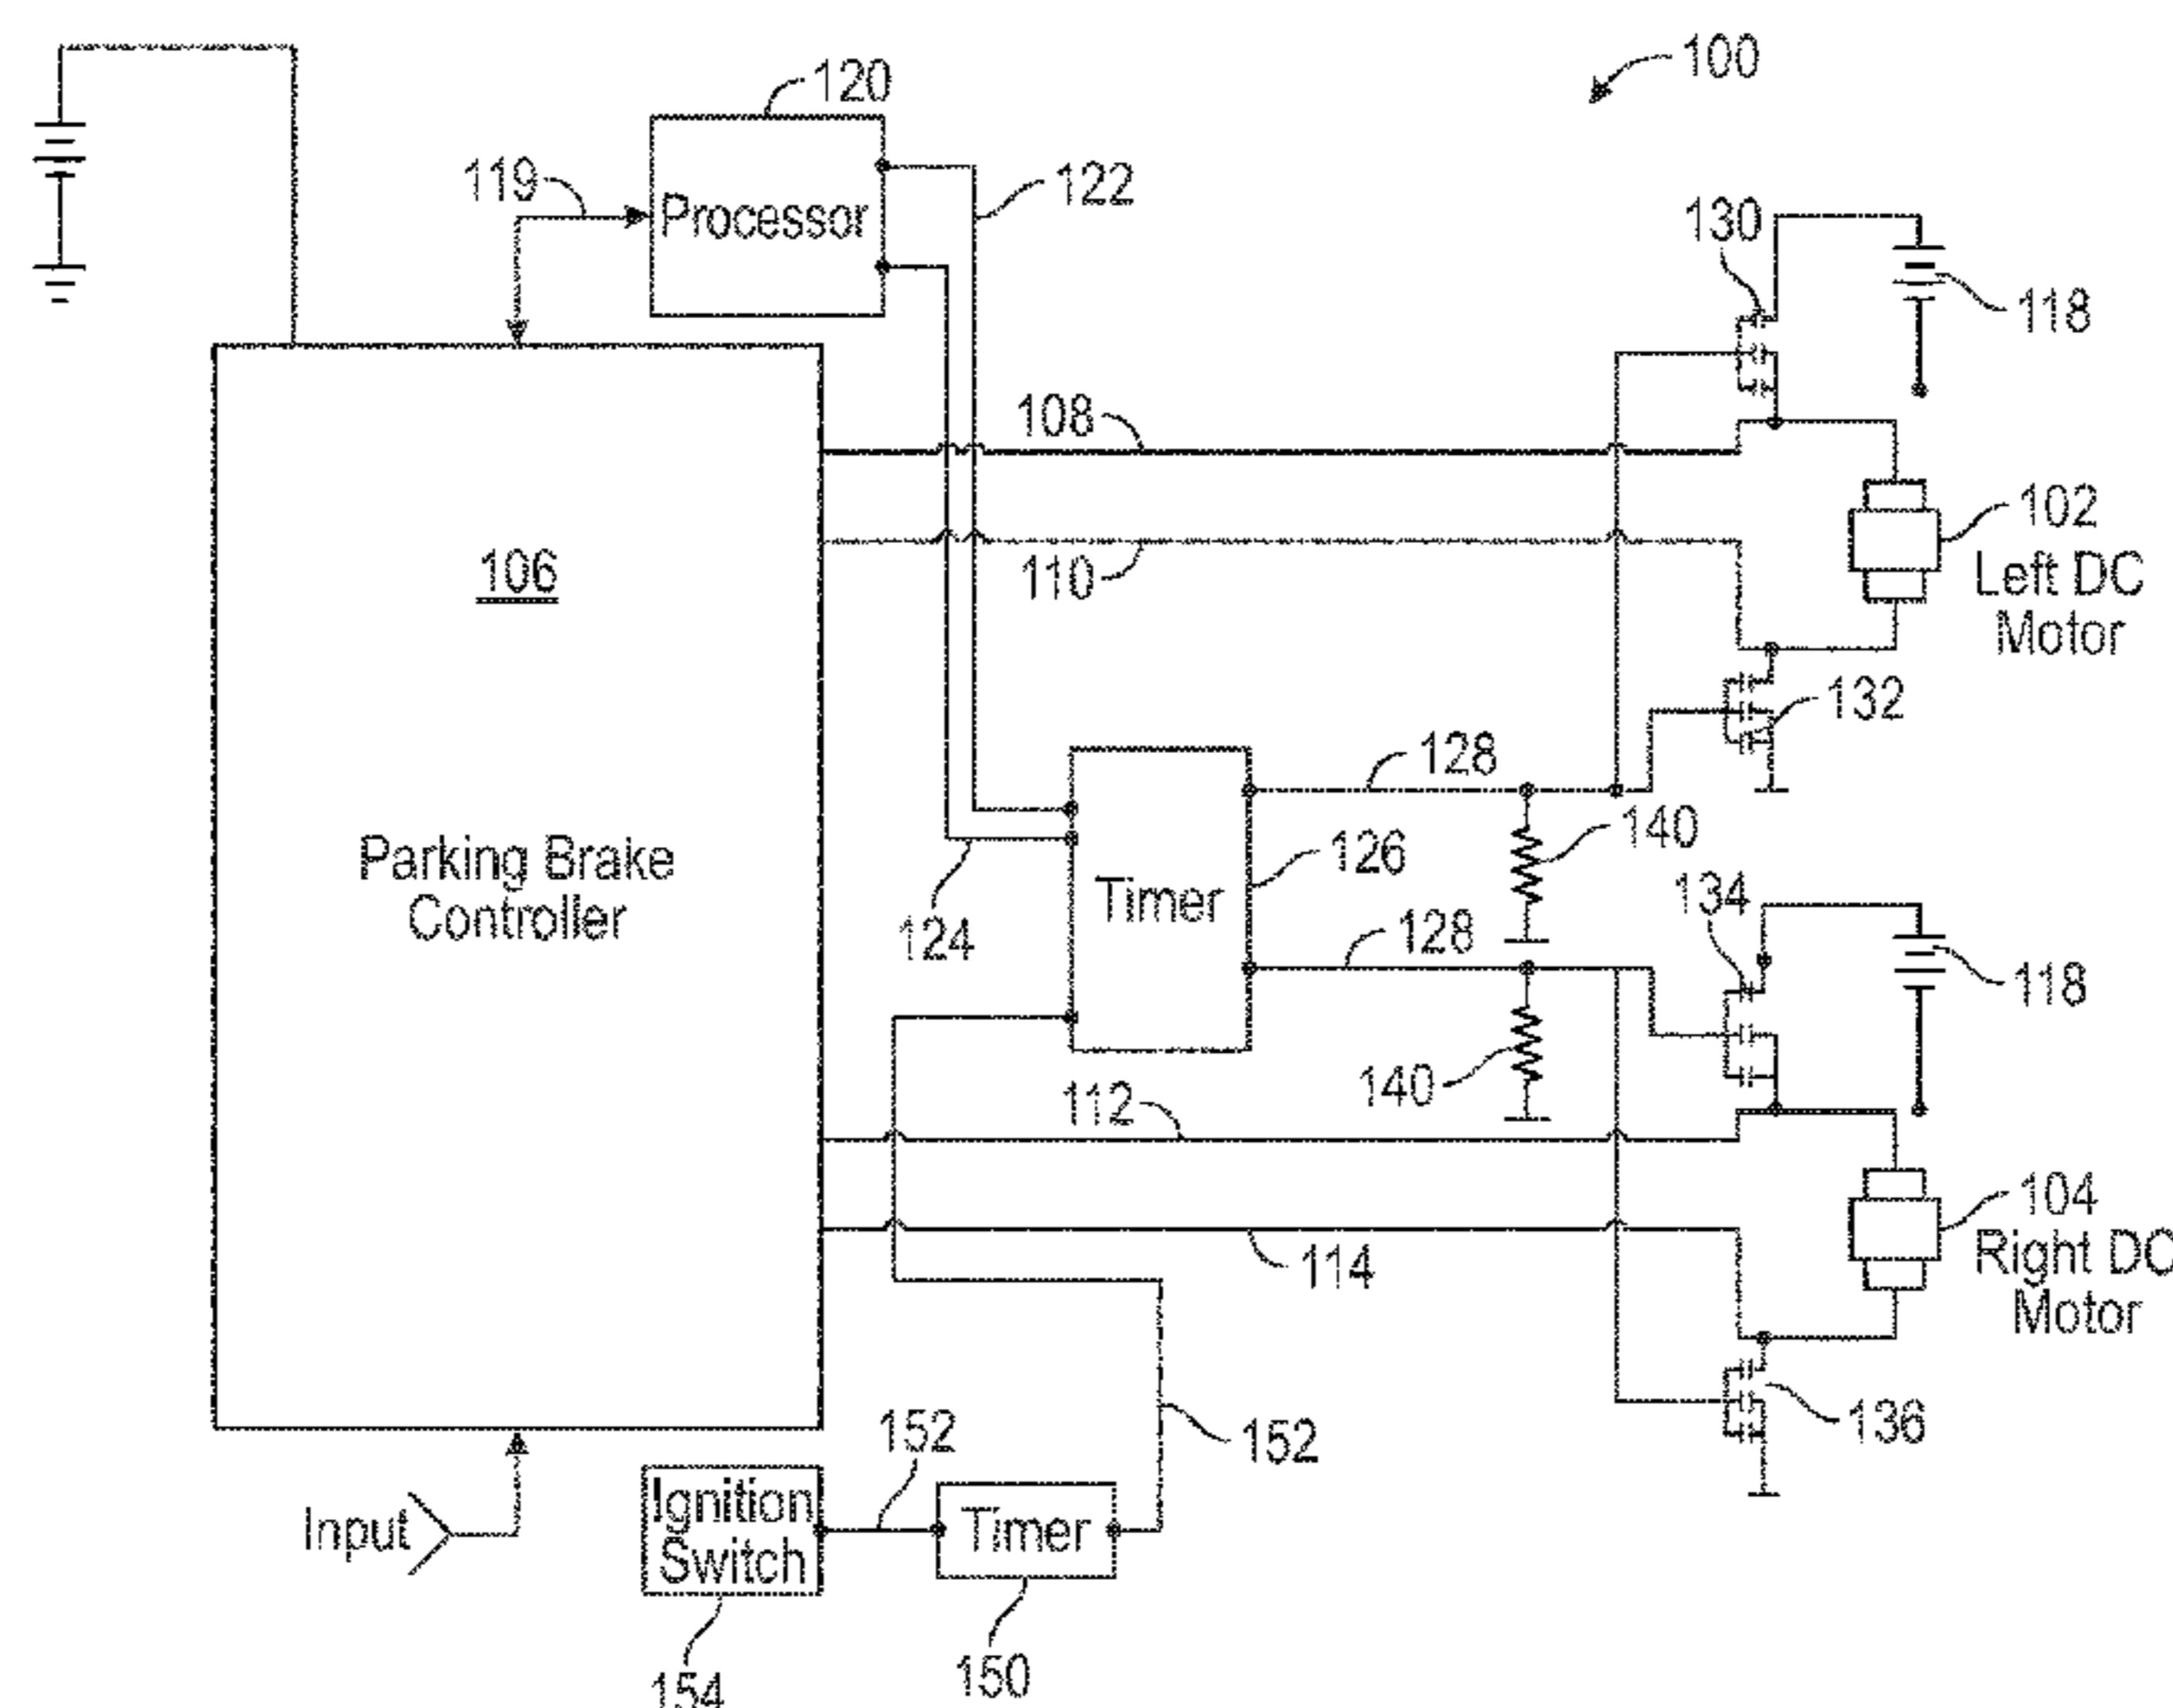 100
120
119
Processor
122
130
118
108
102
Left DC
Motor
110
106
132
128
Parking Brake
Controller
140
126
Timer
134
124
128
118
140
112
104
Right DC
Motor
114
136
152
152
Ignition
Switch
Timer
Input
154
150